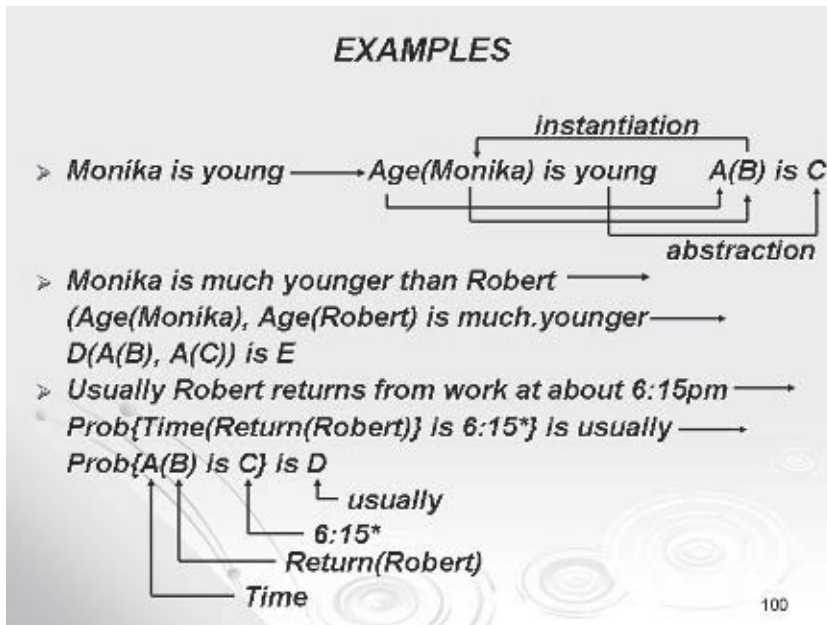 EXAMPLES
instantiation
Monika is young Age(Monika) is young A(B) is C
abstraction
Monika is much younger than Robert
(Age(Monika), Age(Robert) is much.younger
D(A(B), A(C)) is E
Usually Robert returns from work at about 6:15pm
Prob{Time(Return(Robert)} is 6:15*} is usually
Prob{A(B) is C} is D
usually
6:15*
Return(Robert)
Time
100